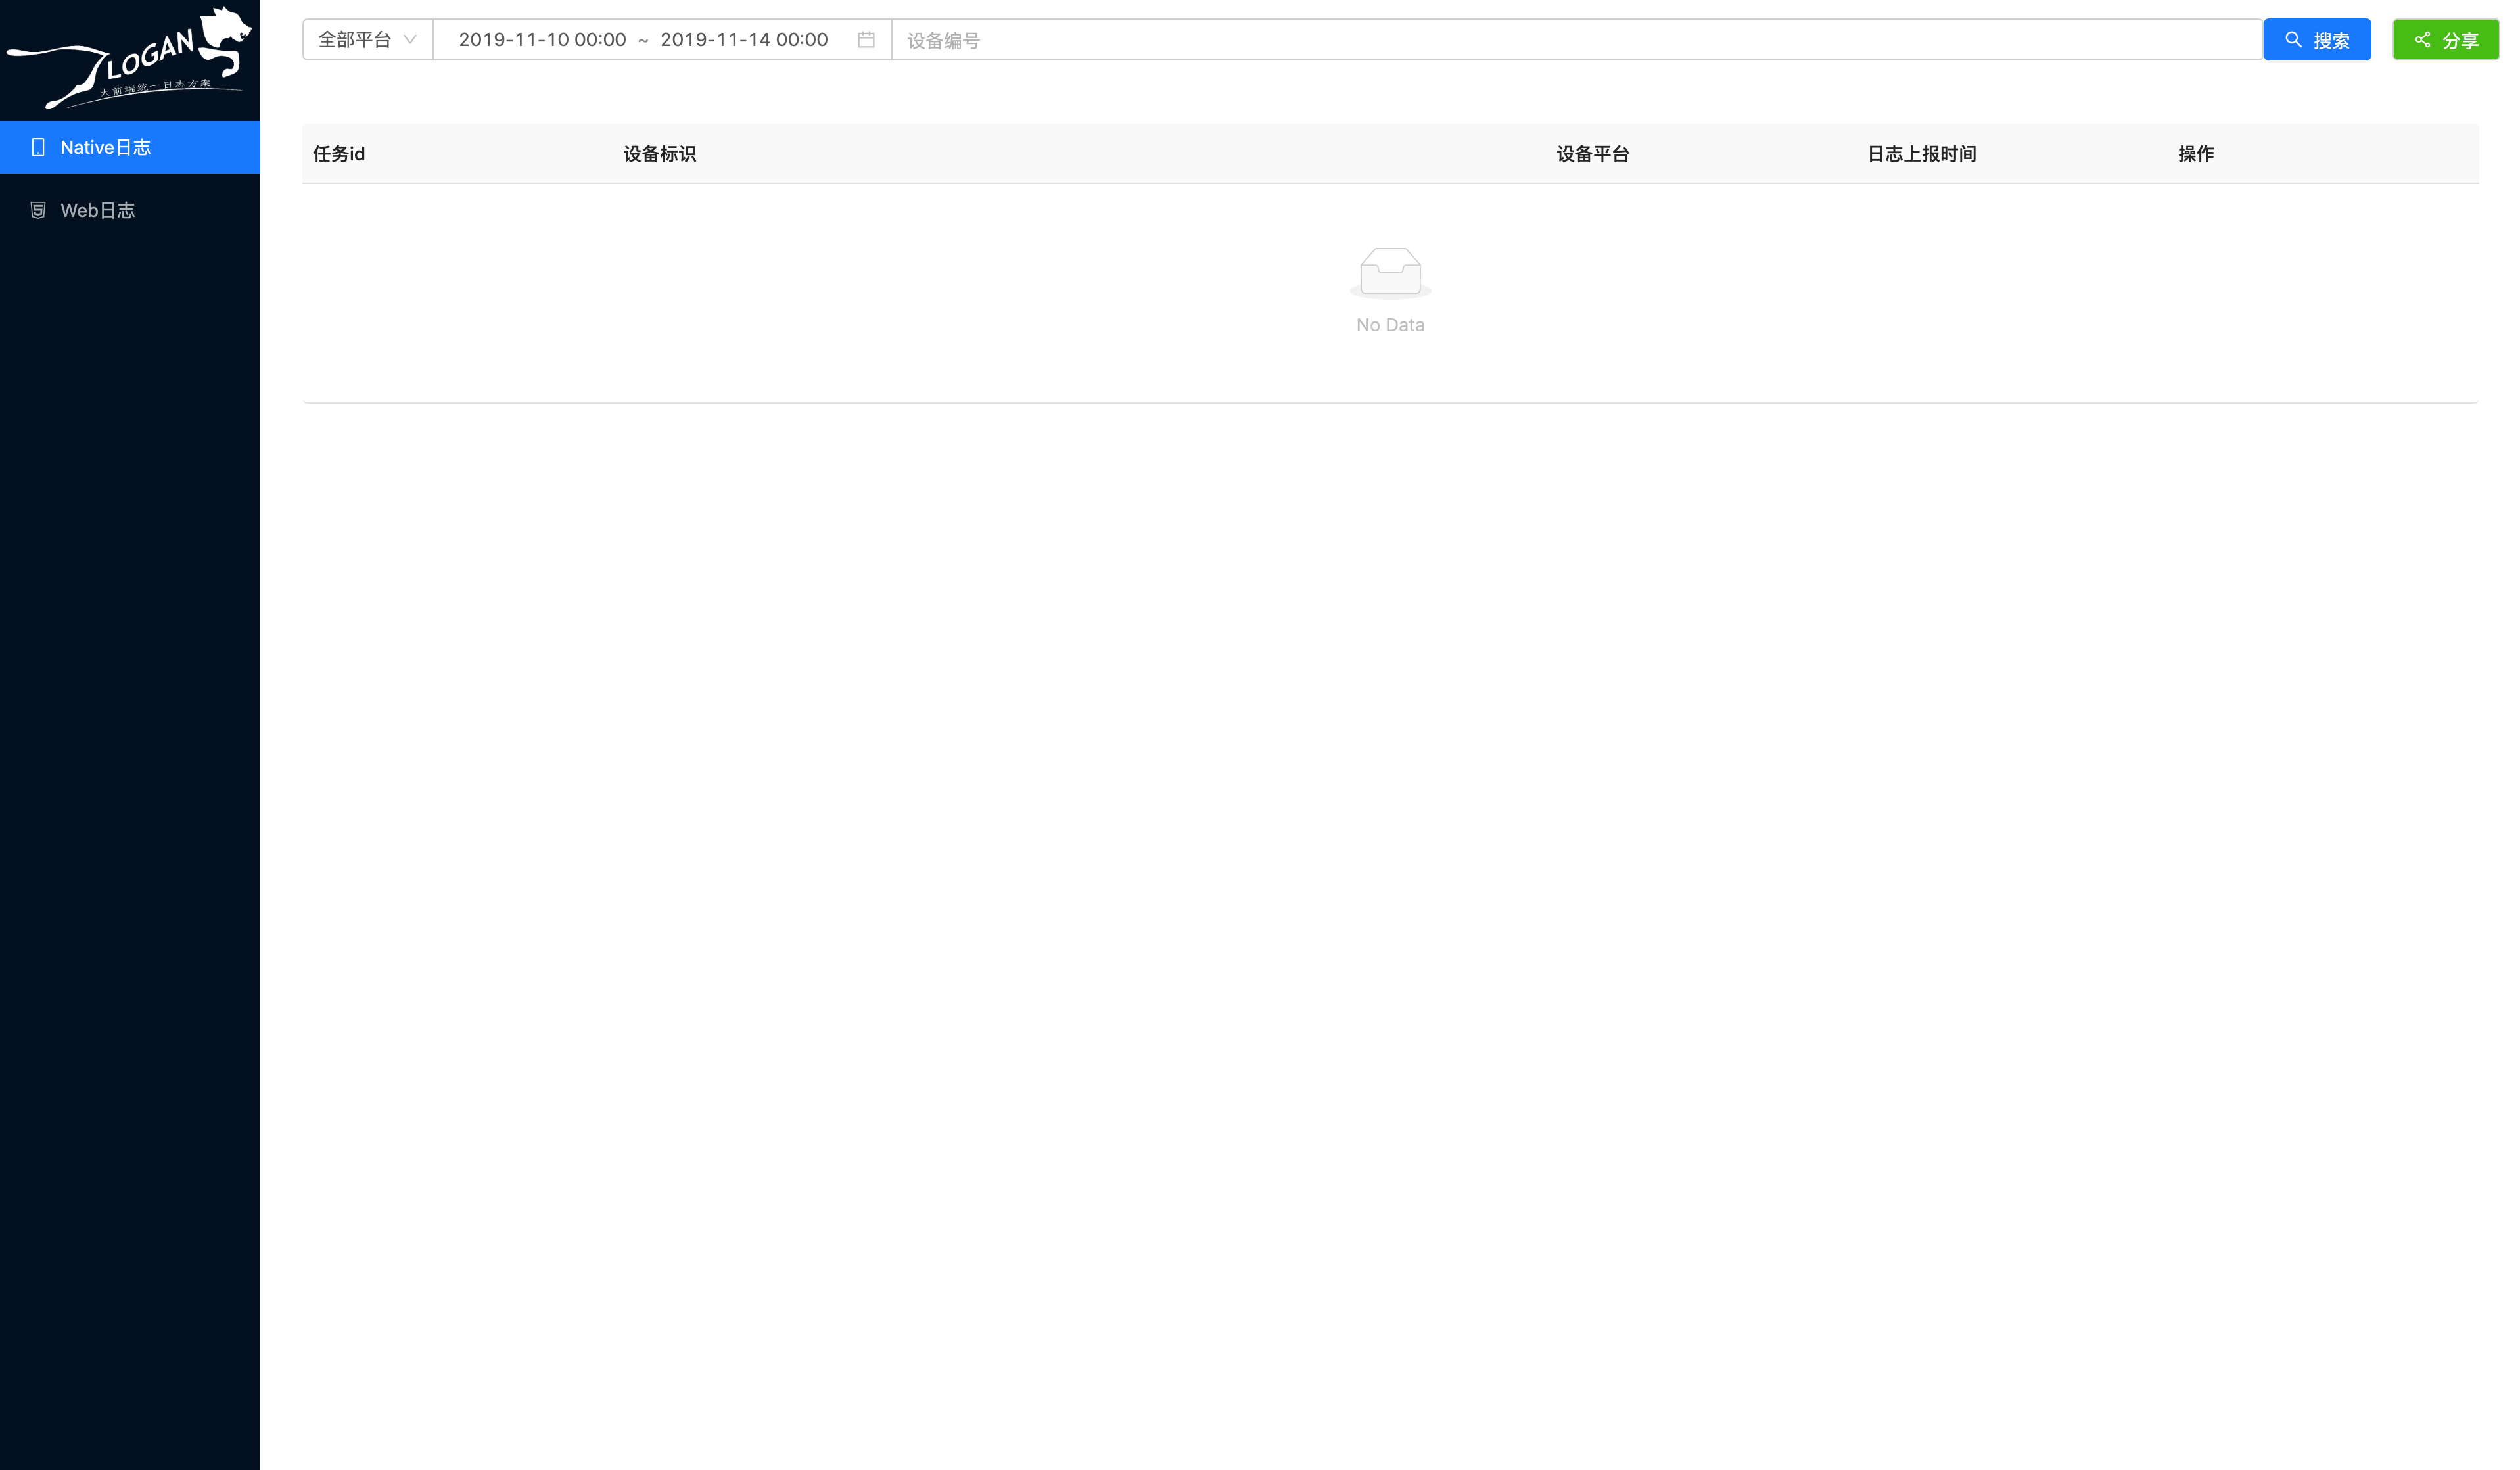 LOGAN
大前端统一日志方案
Native日志
Web日志
全部平台 2019-11-10 00:00 ~ 2019-11-14 00:00 设备编号 搜索 分享
任务id 设备标识 设备平台 日志上报时间 操作
No Data